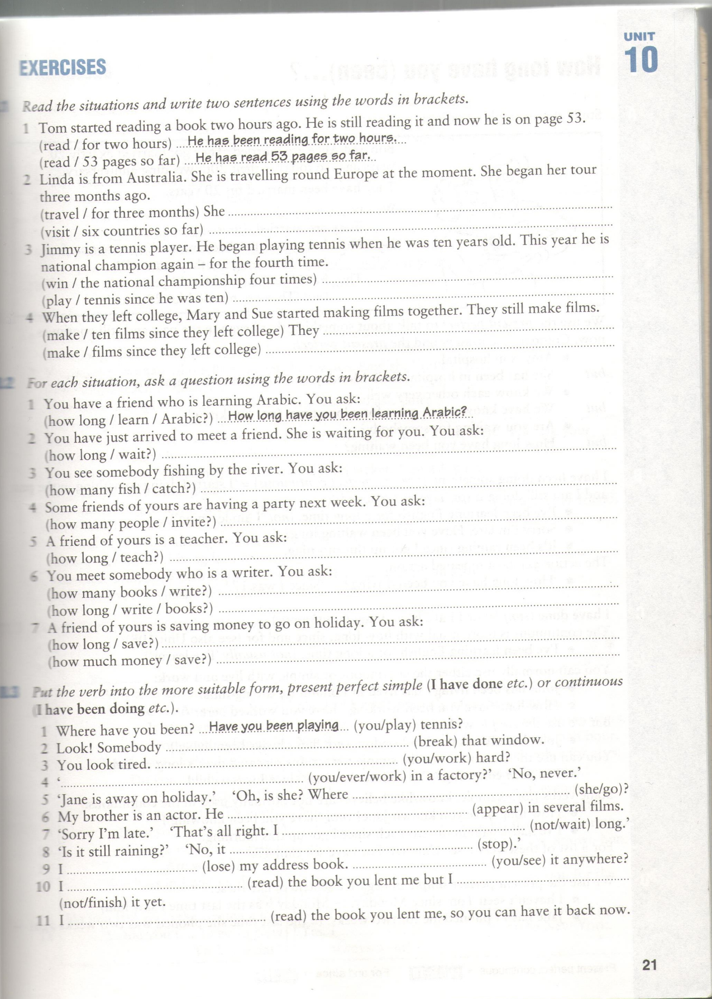 UNIT
10
EXERCISES
Read the situations and write two sentences using the words in brackets.
1 Tom started reading a book two hours ago. He is still reading it and now he is on page 53.
(read / for two hours) ...He has been reading for two hours....
(read / 53 pages so far) ...He has read 53 pages so far...
2 Linda is from Australia. She is travelling round Europe at the moment. She began her tour
three months ago.
(travel / for three months) She ...
(visit / six countries so far) ...
3 Jimmy is a tennis player. He began playing tennis when he was ten years old. This year he is
national champion again – for the fourth time.
(win / the national championship four times) ...
(play / tennis since he was ten) ...
4 When they left college, Mary and Sue started making films together. They still make films.
(make / ten films since they left college) They ...
(make / films since they left college) ...
.2 For each situation, ask a question using the words in brackets.
1 You have a friend who is learning Arabic. You ask:
(how long / learn / Arabic?) ...How long have you been learning Arabic?...
2 You have just arrived to meet a friend. She is waiting for you. You ask:
(how long / wait?) ...
3 You see somebody fishing by the river. You ask:
(how many fish / catch?) ...
4 Some friends of yours are having a party next week. You ask:
(how many people / invite?) ...
5 A friend of yours is a teacher. You ask:
(how long / teach?) ...
6 You meet somebody who is a writer. You ask:
(how many books / write?) ...
(how long / write / books?) ...
7 A friend of yours is saving money to go on holiday. You ask:
(how long / save?) ...
(how much money / save?) ...
.3 Put the verb into the more suitable form, present perfect simple (I have done etc.) or continuous
(I have been doing etc.).
1 Where have you been? ...Have you been playing... (you/play) tennis?
2 Look! Somebody ... (break) that window.
3 You look tired. ... (you/work) hard?
4 ‘... (you/ever/work) in a factory?’ ‘No, never.’
5 ‘Jane is away on holiday.’ ‘Oh, is she? Where ... (she/go)?
6 My brother is an actor. He ... (appear) in several films.
7 ‘Sorry I’m late.’ ‘That’s all right. I ... (not/wait) long.’
8 ‘Is it still raining?’ ‘No, it ... (stop).’
9 I ... (lose) my address book. ... (you/see) it anywhere?
10 I ... (read) the book you lent me but I ...
(not/finish) it yet.
11 I ... (read) the book you lent me, so you can have it back now.
21